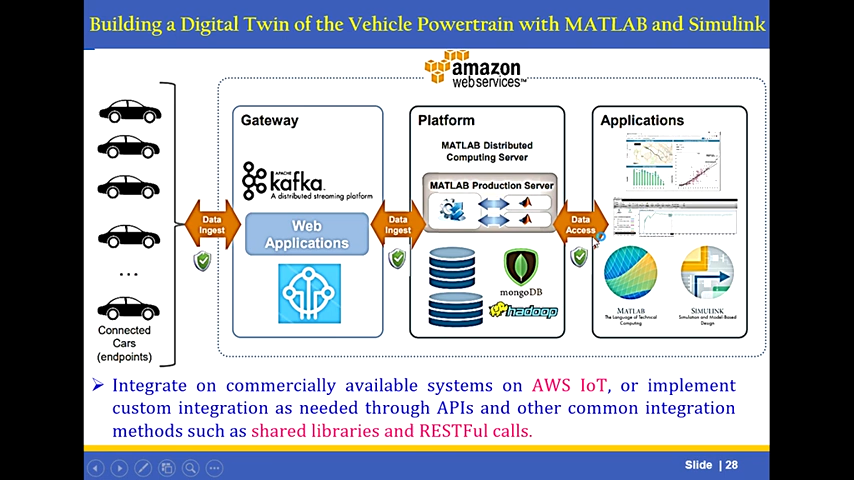 Building a Digital Twin of the Vehicle Powertrain with MATLAB and Simulink
amazon
web services™
Gateway
Platform
Applications
MATLAB Distributed
Computing Server
MATLAB Production Server
APACHE
kafka
A distributed streaming platform
Web
Applications
Data
Ingest
Data
Ingest
Data
Access
mongoDB
hadoop
MATLAB
The Language of Technical
Computing
SIMULINK
Simulation and Model-Based
Design
...
Connected
Cars
(endpoints)
➢ Integrate on commercially available systems on AWS IoT, or implement
custom integration as needed through APIs and other common integration
methods such as shared libraries and RESTFul calls.
Slide | 28